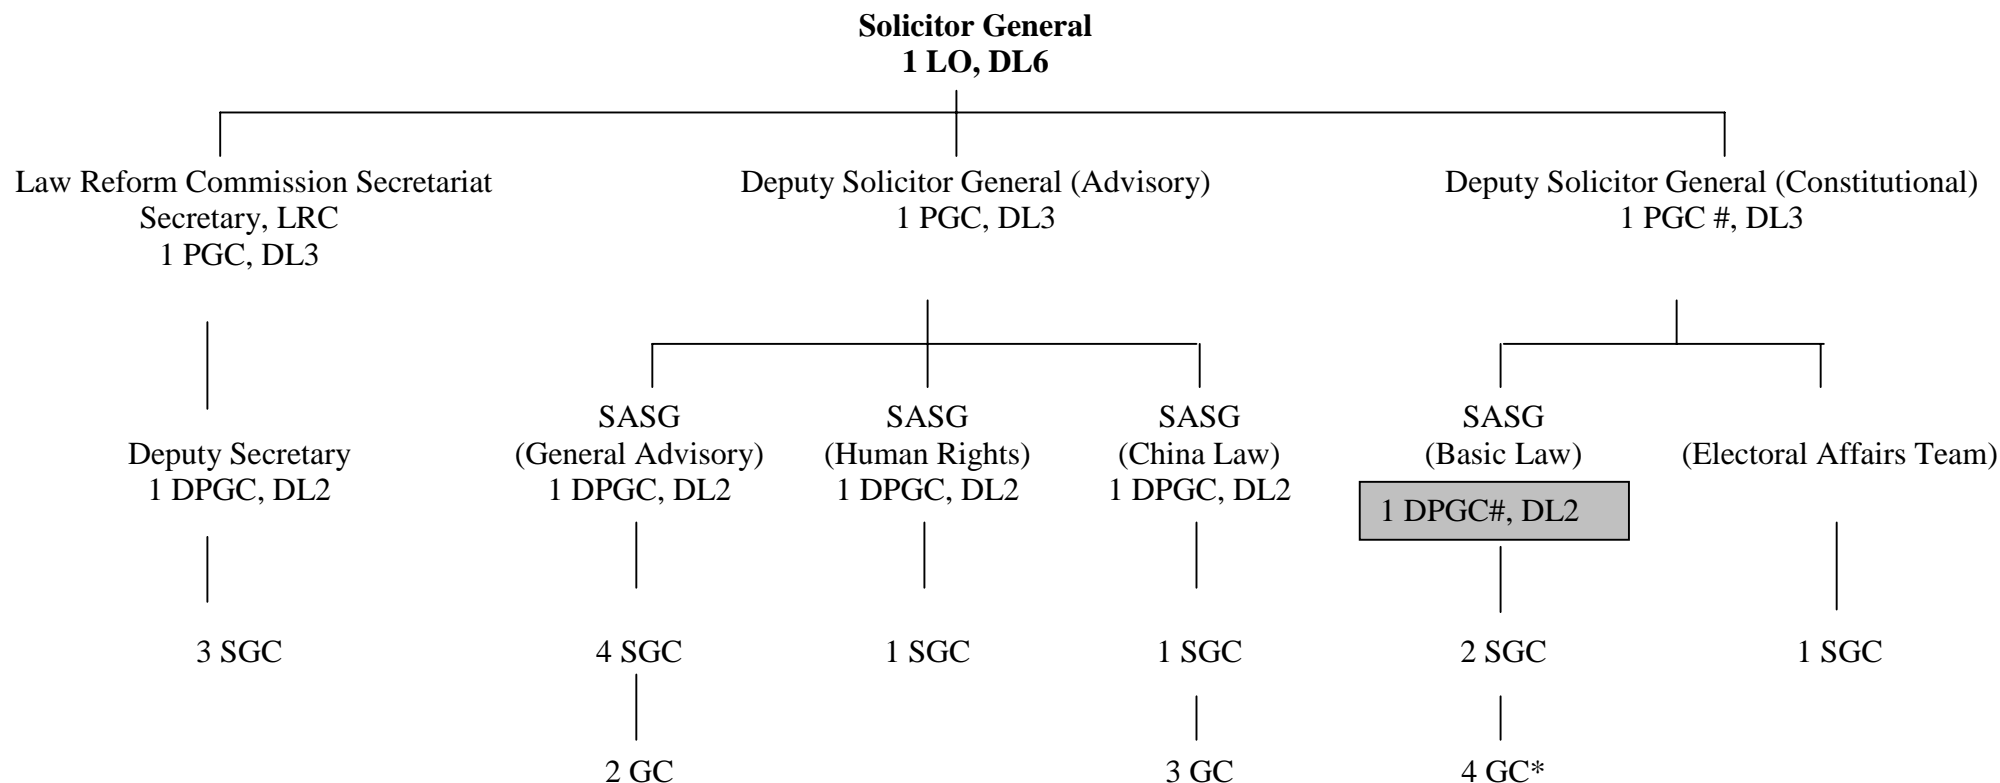 Solicitor General
1 LO, DL6
Law Reform Commission Secretariat
Secretary, LRC
1 PGC, DL3
Deputy Solicitor General (Advisory)
1 PGC, DL3
Deputy Solicitor General (Constitutional)
1 PGC #, DL3
Deputy Secretary
1 DPGC, DL2
SASG
(General Advisory)
1 DPGC, DL2
SASG
(Human Rights)
1 DPGC, DL2
SASG
(China Law)
1 DPGC, DL2
SASG
(Basic Law)
1 DPGC#, DL2
(Electoral Affairs Team)
3 SGC
4 SGC
1 SGC
1 SGC
2 SGC
1 SGC
2 GC
3 GC
4 GC*